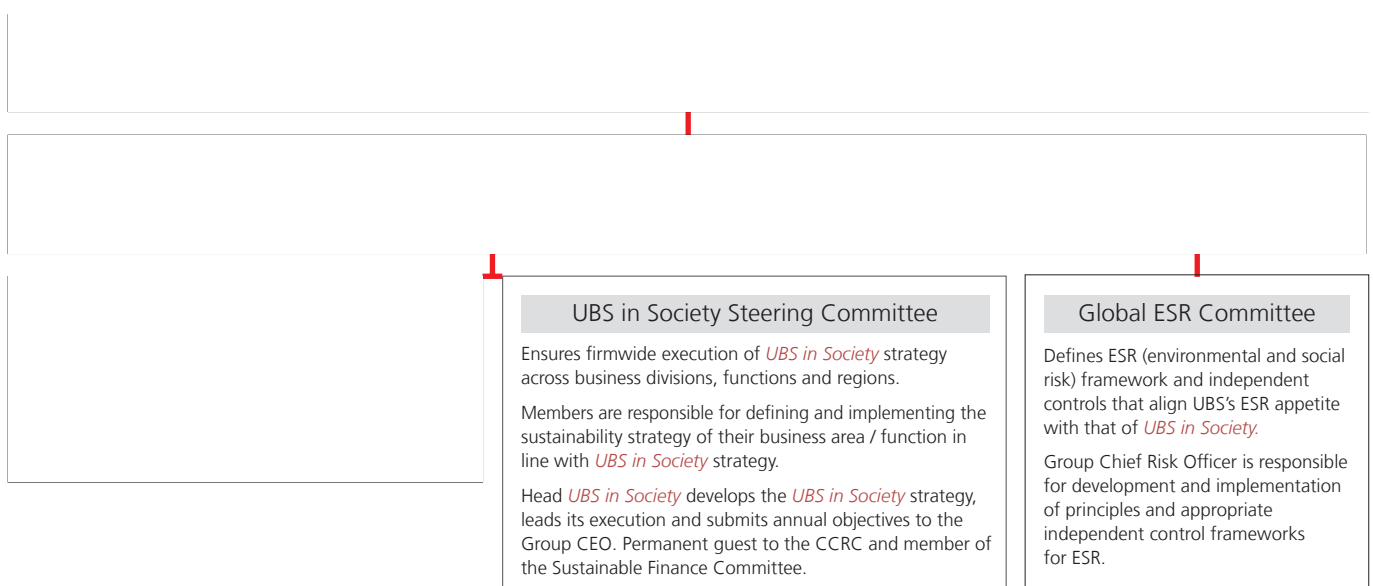 UBS in Society Steering Committee
Ensures firmwide execution of UBS in Society strategy
across business divisions, functions and regions.
Members are responsible for defining and implementing the
sustainability strategy of their business area / function in
line with UBS in Society strategy.
Head UBS in Society develops the UBS in Society strategy,
leads its execution and submits annual objectives to the
Group CEO. Permanent guest to the CCRC and member of
the Sustainable Finance Committee.
Global ESR Committee
Defines ESR (environmental and social
risk) framework and independent
controls that align UBS’s ESR appetite
with that of UBS in Society.
Group Chief Risk Officer is responsible
for development and implementation
of principles and appropriate
independent control frameworks
for ESR.